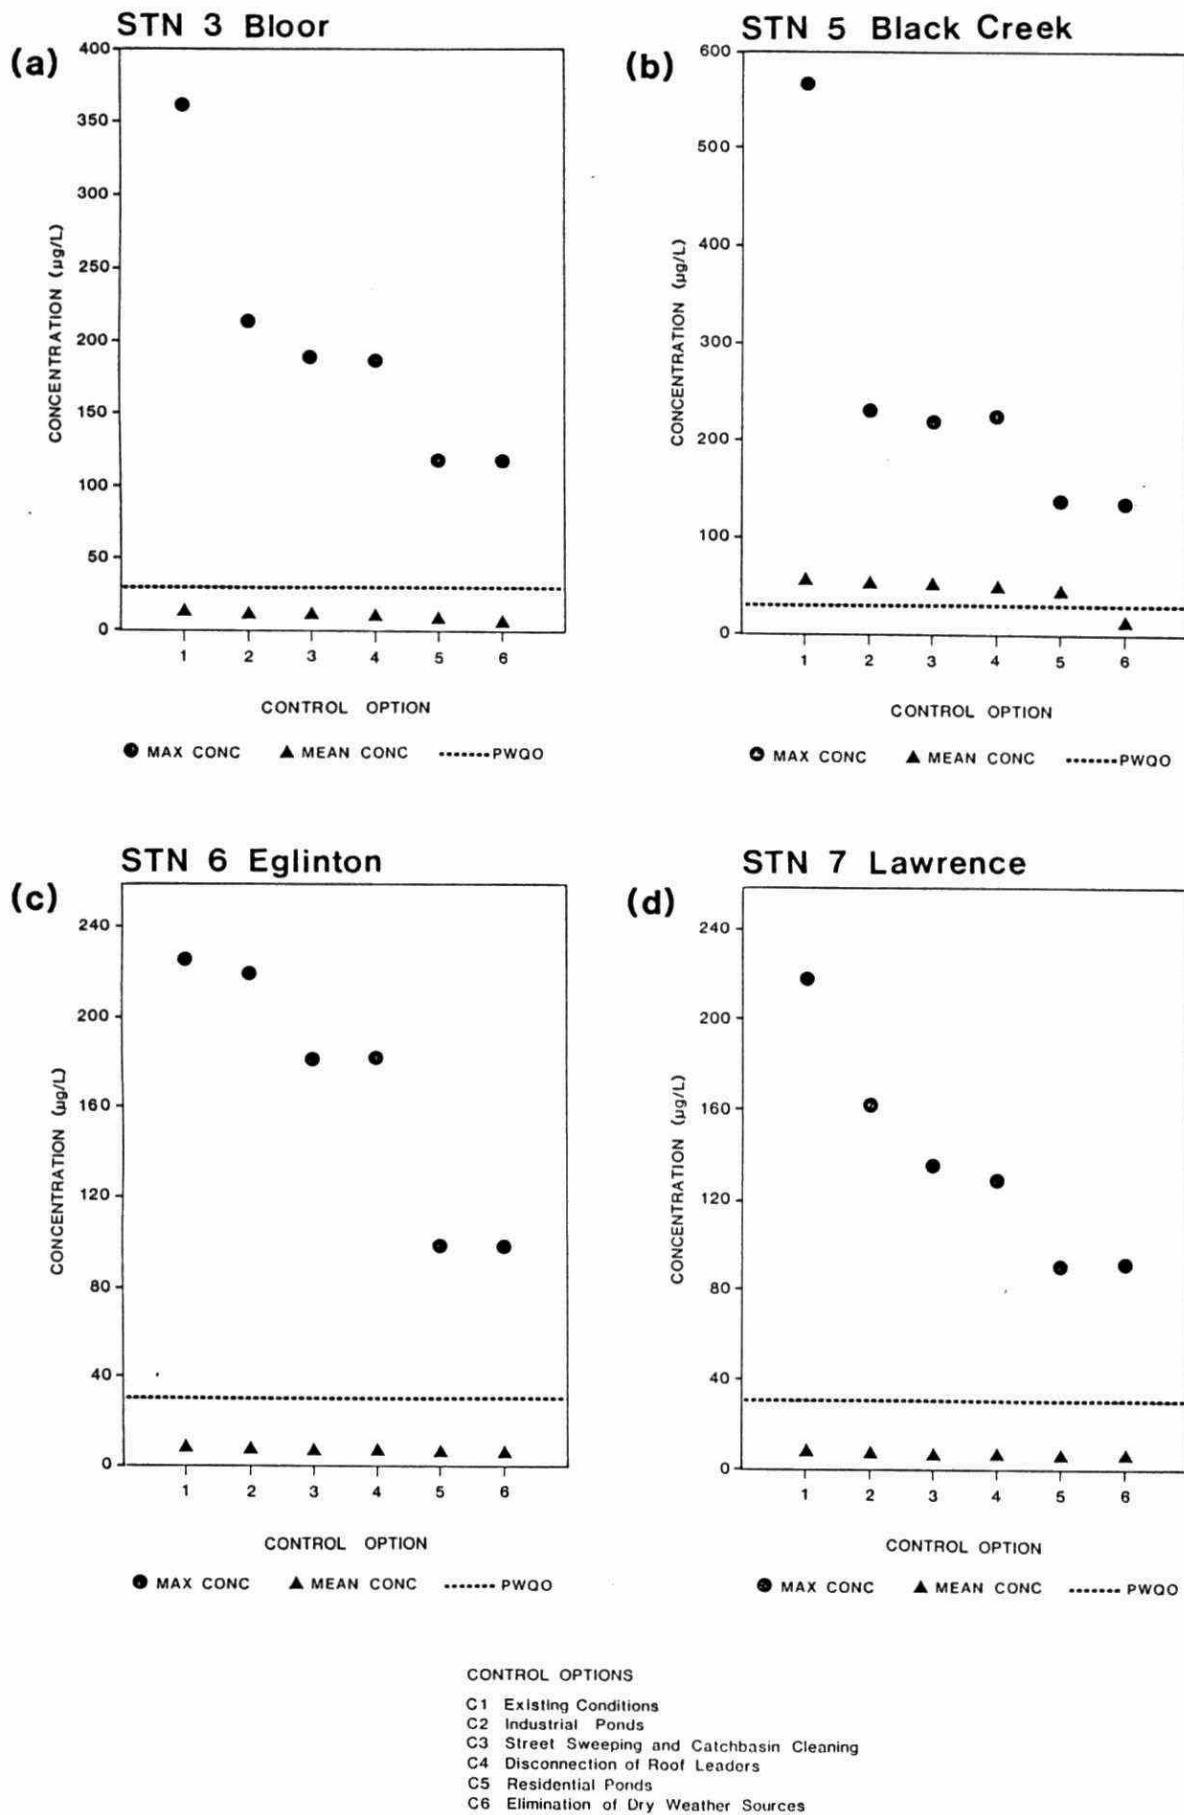 STN 3 Bloor
(a)
400
350
300
250
200
150
100
50
0
CONCENTRATION (µg/L)
1 2 3 4 5 6
CONTROL OPTION
MAX CONC MEAN CONC PWQO
STN 5 Black Creek
(b)
600
500
400
300
200
100
0
CONCENTRATION (µg/L)
1 2 3 4 5 6
CONTROL OPTION
MAX CONC MEAN CONC PWQO
STN 6 Eglinton
(c)
240
200
160
120
80
40
0
CONCENTRATION (µg/L)
1 2 3 4 5 6
CONTROL OPTION
MAX CONC MEAN CONC PWQO
STN 7 Lawrence
(d)
240
200
160
120
80
40
0
CONCENTRATION (µg/L)
1 2 3 4 5 6
CONTROL OPTION
MAX CONC MEAN CONC PWQO
CONTROL OPTIONS
C1 Existing Conditions
C2 Industrial Ponds
C3 Street Sweeping and Catchbasin Cleaning
C4 Disconnection of Roof Leaders
C5 Residential Ponds
C6 Elimination of Dry Weather Sources